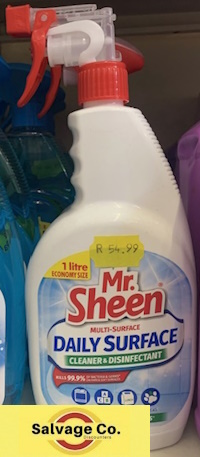 R 54.99
1 litre
ECONOMY SIZE
Mr.
Sheen
MULTI-SURFACE
DAILY SURFACE
CLEANER & DISINFECTANT
KILLS 99.9%
Salvage Co.
Discounters